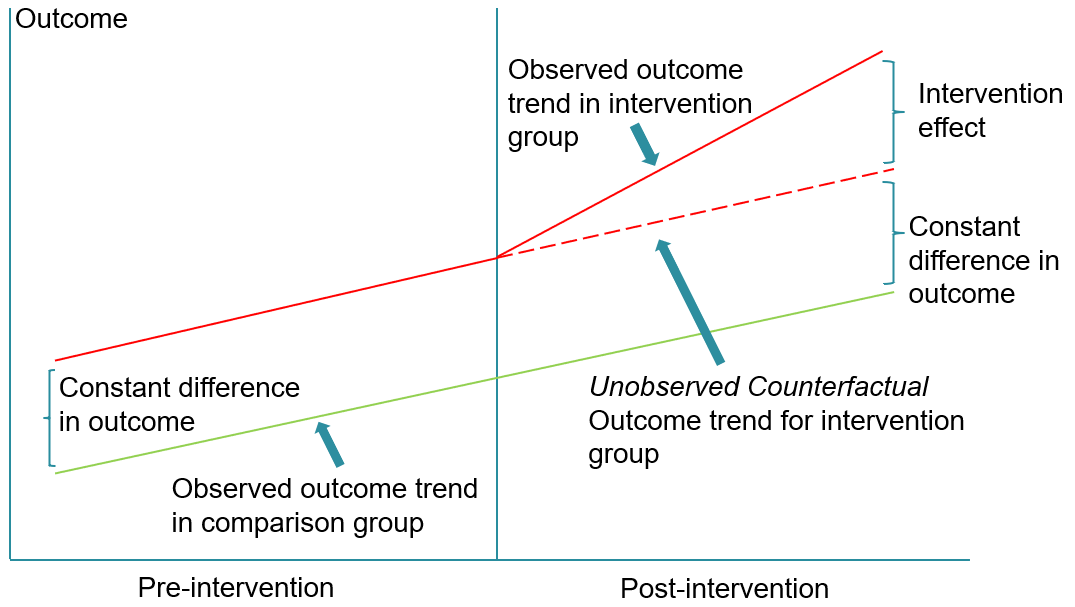 Outcome
Observed outcome
trend in intervention
group
Intervention
effect
Constant
difference in
outcome
Constant difference
in outcome
Unobserved Counterfactual
Outcome trend for intervention
group
Observed outcome trend
in comparison group
Pre-intervention
Post-intervention